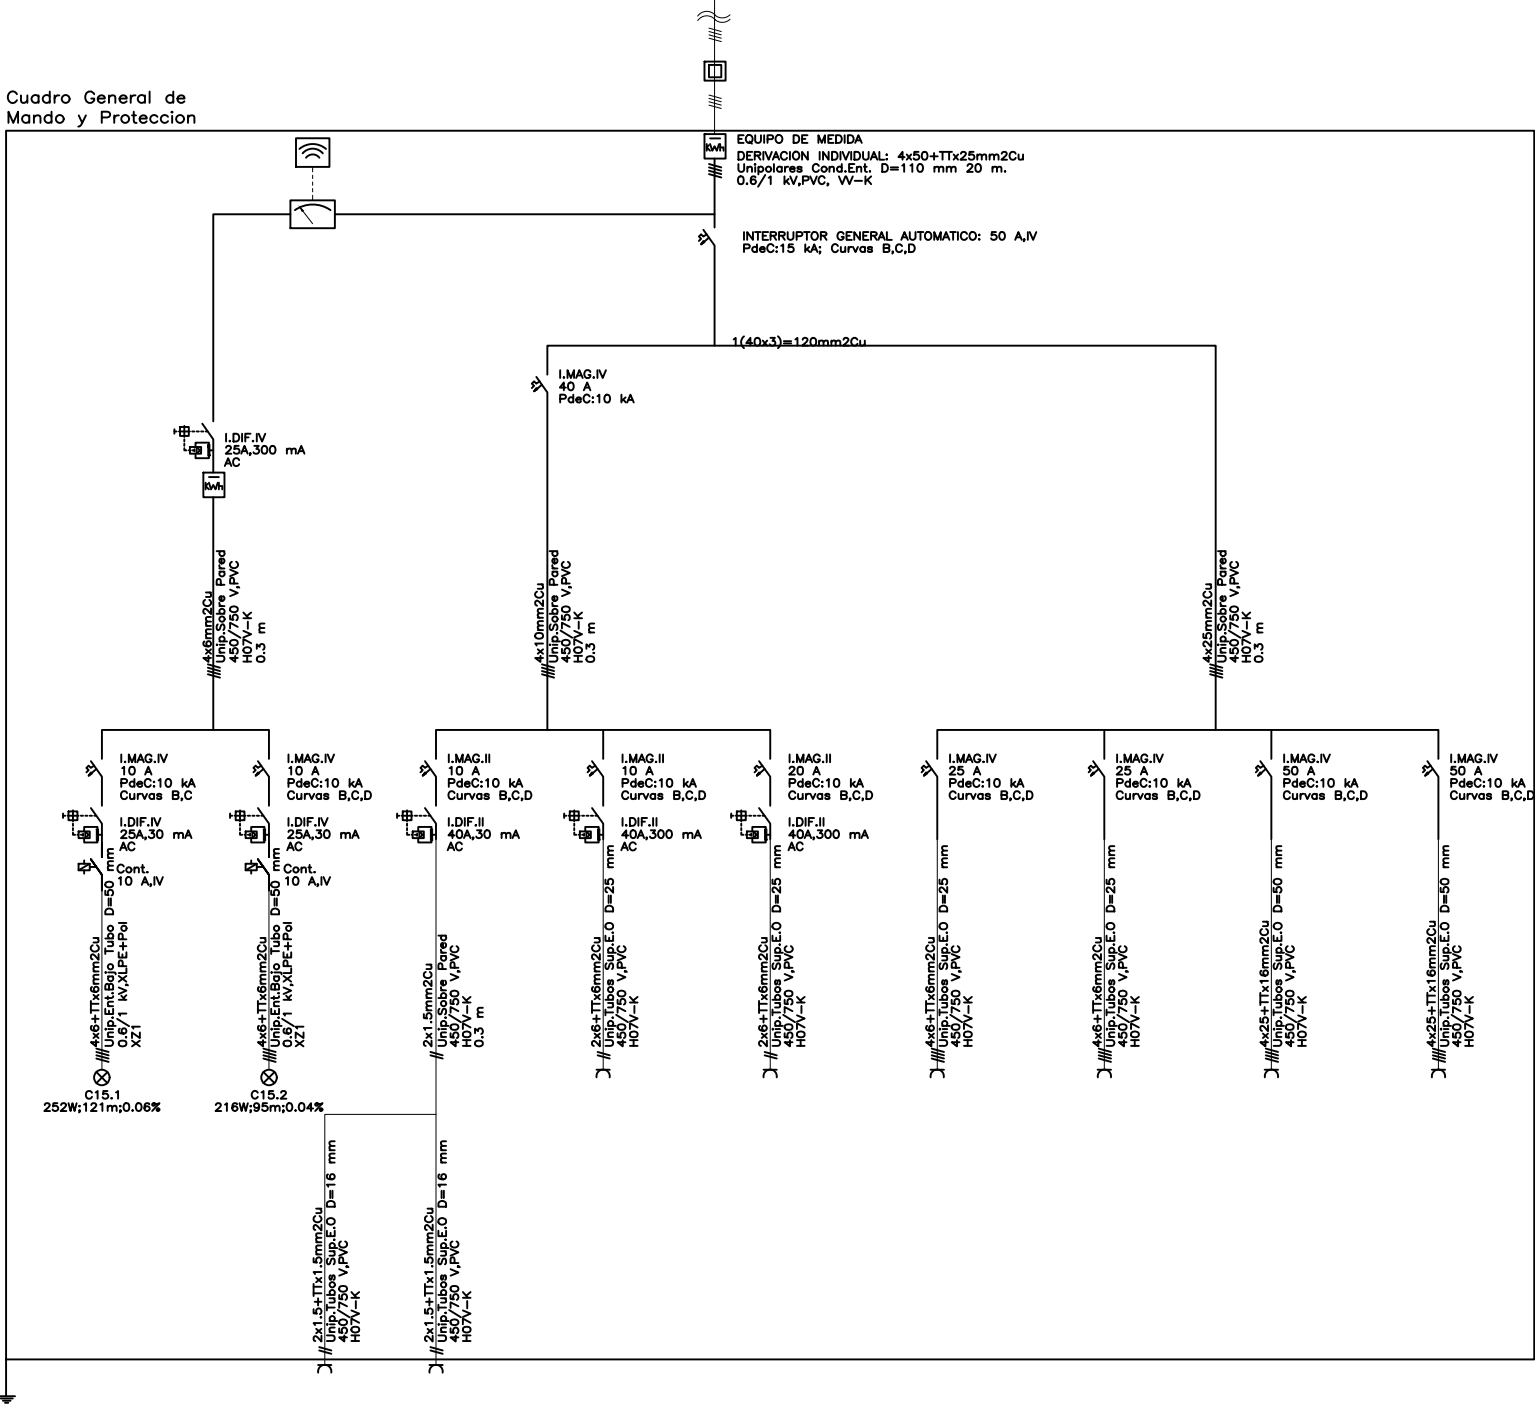 Cuadro General de
Mando y Proteccion
KWh
EQUIPO DE MEDIDA
DERIVACION INDIVIDUAL: 4x50+TTx25mm2Cu
Unipolares Cond.Ent. D=110 mm 20 m.
0.6/1 kV,PVC, VV-K
INTERRUPTOR GENERAL AUTOMATICO: 50 A,IV
PdeC:15 kA; Curvas B,C,D
1(40x3)=120mm2Cu
I.MAG.IV
40 A
PdeC:10 kA
I.DIF.IV
25A,300 mA
AC
KWh
4x6mm2Cu
Unip.Sobre Pared
450/750 V,PVC
H07V-K
0.3 m
4x10mm2Cu
Unip.Sobre Pared
450/750 V,PVC
H07V-K
0.3 m
4x25mm2Cu
Unip.Sobre Pared
450/750 V,PVC
H07V-K
0.3 m
I.MAG.IV
10 A
PdeC:10 kA
Curvas B,C
I.DIF.IV
25A,30 mA
AC
Cont.
10 A,IV
4x6+TTx6mm2Cu
Unip.Ent.Bajo Tubo D=50 mm
0.6/1 kV,XLPE+Pol
XZ1
C15.1
252W;121m;0.06%
I.MAG.IV
10 A
PdeC:10 kA
Curvas B,C,D
I.DIF.IV
25A,30 mA
AC
Cont.
10 A,IV
4x6+TTx6mm2Cu
Unip.Ent.Bajo Tubo D=50 mm
0.6/1 kV,XLPE+Pol
XZ1
C15.2
216W;95m;0.04%
I.MAG.II
10 A
PdeC:10 kA
Curvas B,C,D
I.DIF.II
40A,30 mA
AC
2x1.5mm2Cu
Unip.Sobre Pared
450/750 V,PVC
H07V-K
0.3 m
2x1.5+TTx1.5mm2Cu
Unip.Tubos Sup.E.O D=16 mm
450/750 V,PVC
H07V-K
2x1.5+TTx1.5mm2Cu
Unip.Tubos Sup.E.O D=16 mm
450/750 V,PVC
H07V-K
I.MAG.II
10 A
PdeC:10 kA
Curvas B,C,D
I.DIF.II
40A,300 mA
AC
2x6+TTx6mm2Cu
Unip.Tubos Sup.E.O D=25 mm
450/750 V,PVC
H07V-K
I.MAG.II
20 A
PdeC:10 kA
Curvas B,C,D
I.DIF.II
40A,300 mA
AC
2x6+TTx6mm2Cu
Unip.Tubos Sup.E.O D=25 mm
450/750 V,PVC
H07V-K
I.MAG.IV
25 A
PdeC:10 kA
Curvas B,C,D
4x6+TTx6mm2Cu
Unip.Tubos Sup.E.O D=25 mm
450/750 V,PVC
H07V-K
I.MAG.IV
25 A
PdeC:10 kA
Curvas B,C,D
4x6+TTx6mm2Cu
Unip.Tubos Sup.E.O D=25 mm
450/750 V,PVC
H07V-K
I.MAG.IV
50 A
PdeC:10 kA
Curvas B,C,D
4x25+TTx16mm2Cu
Unip.Tubos Sup.E.O D=50 mm
450/750 V,PVC
H07V-K
I.MAG.IV
50 A
PdeC:10 kA
Curvas B,C,D
4x25+TTx16mm2Cu
Unip.Tubos Sup.E.O D=50 mm
450/750 V,PVC
H07V-K